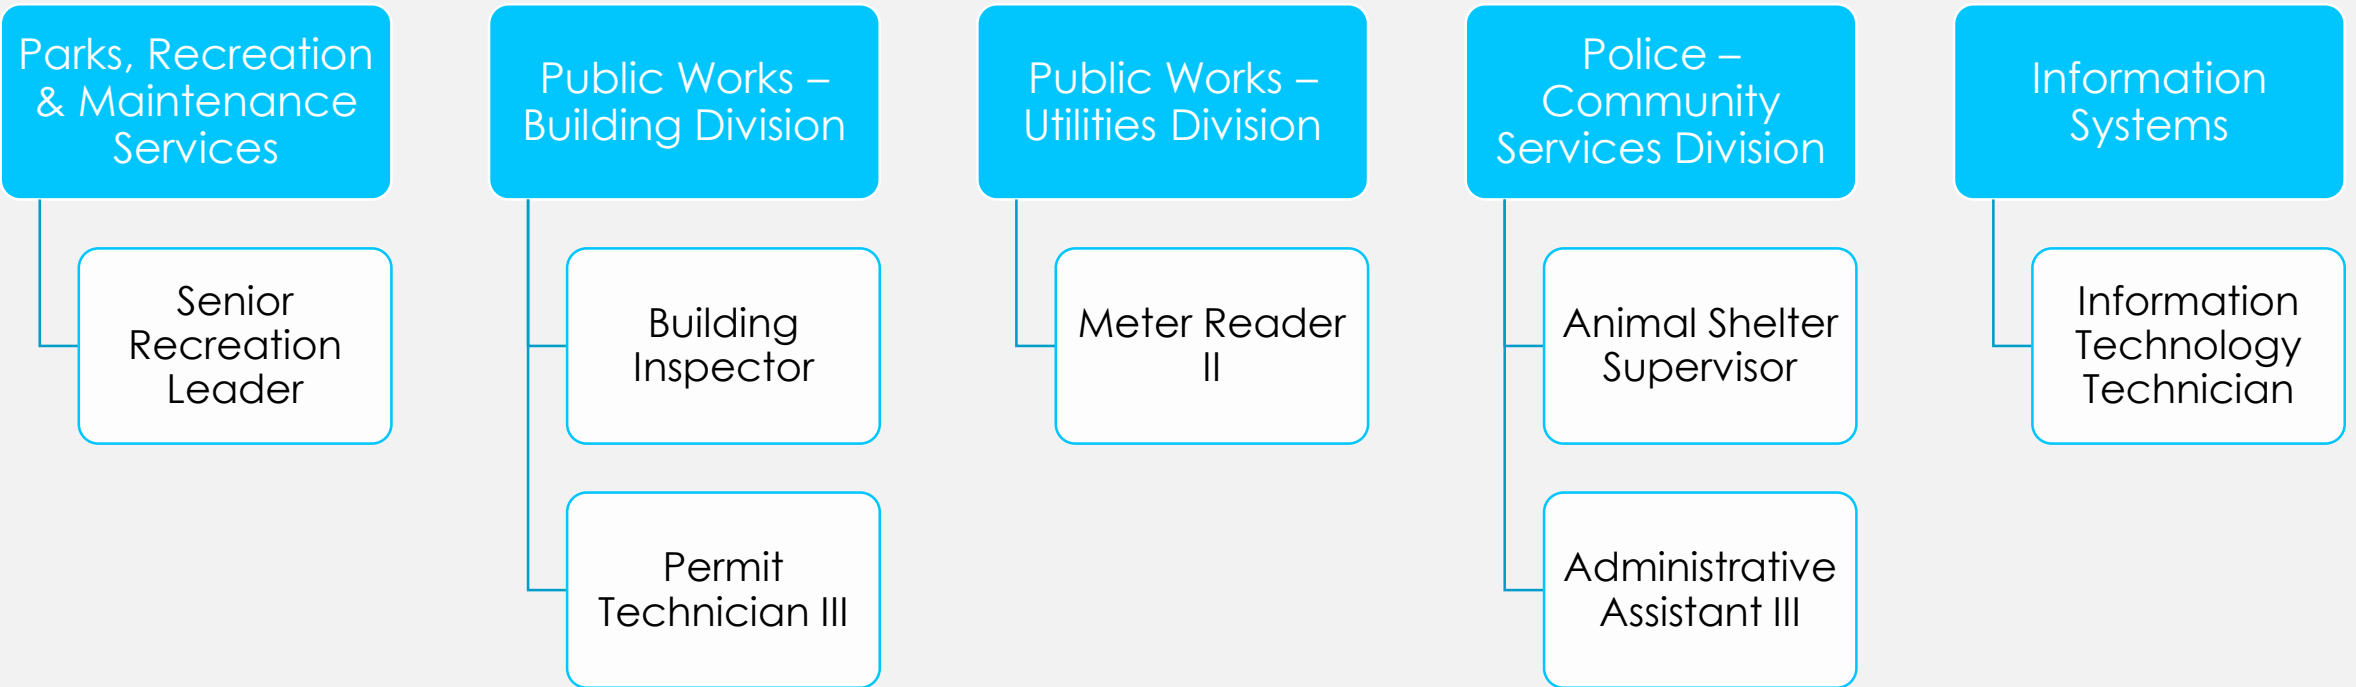 Parks, Recreation
& Maintenance
Services
Senior
Recreation
Leader
Public Works –
Building Division
Building
Inspector
Permit
Technician III
Public Works –
Utilities Division
Meter Reader
II
Police –
Community
Services Division
Animal Shelter
Supervisor
Administrative
Assistant III
Information
Systems
Information
Technology
Technician